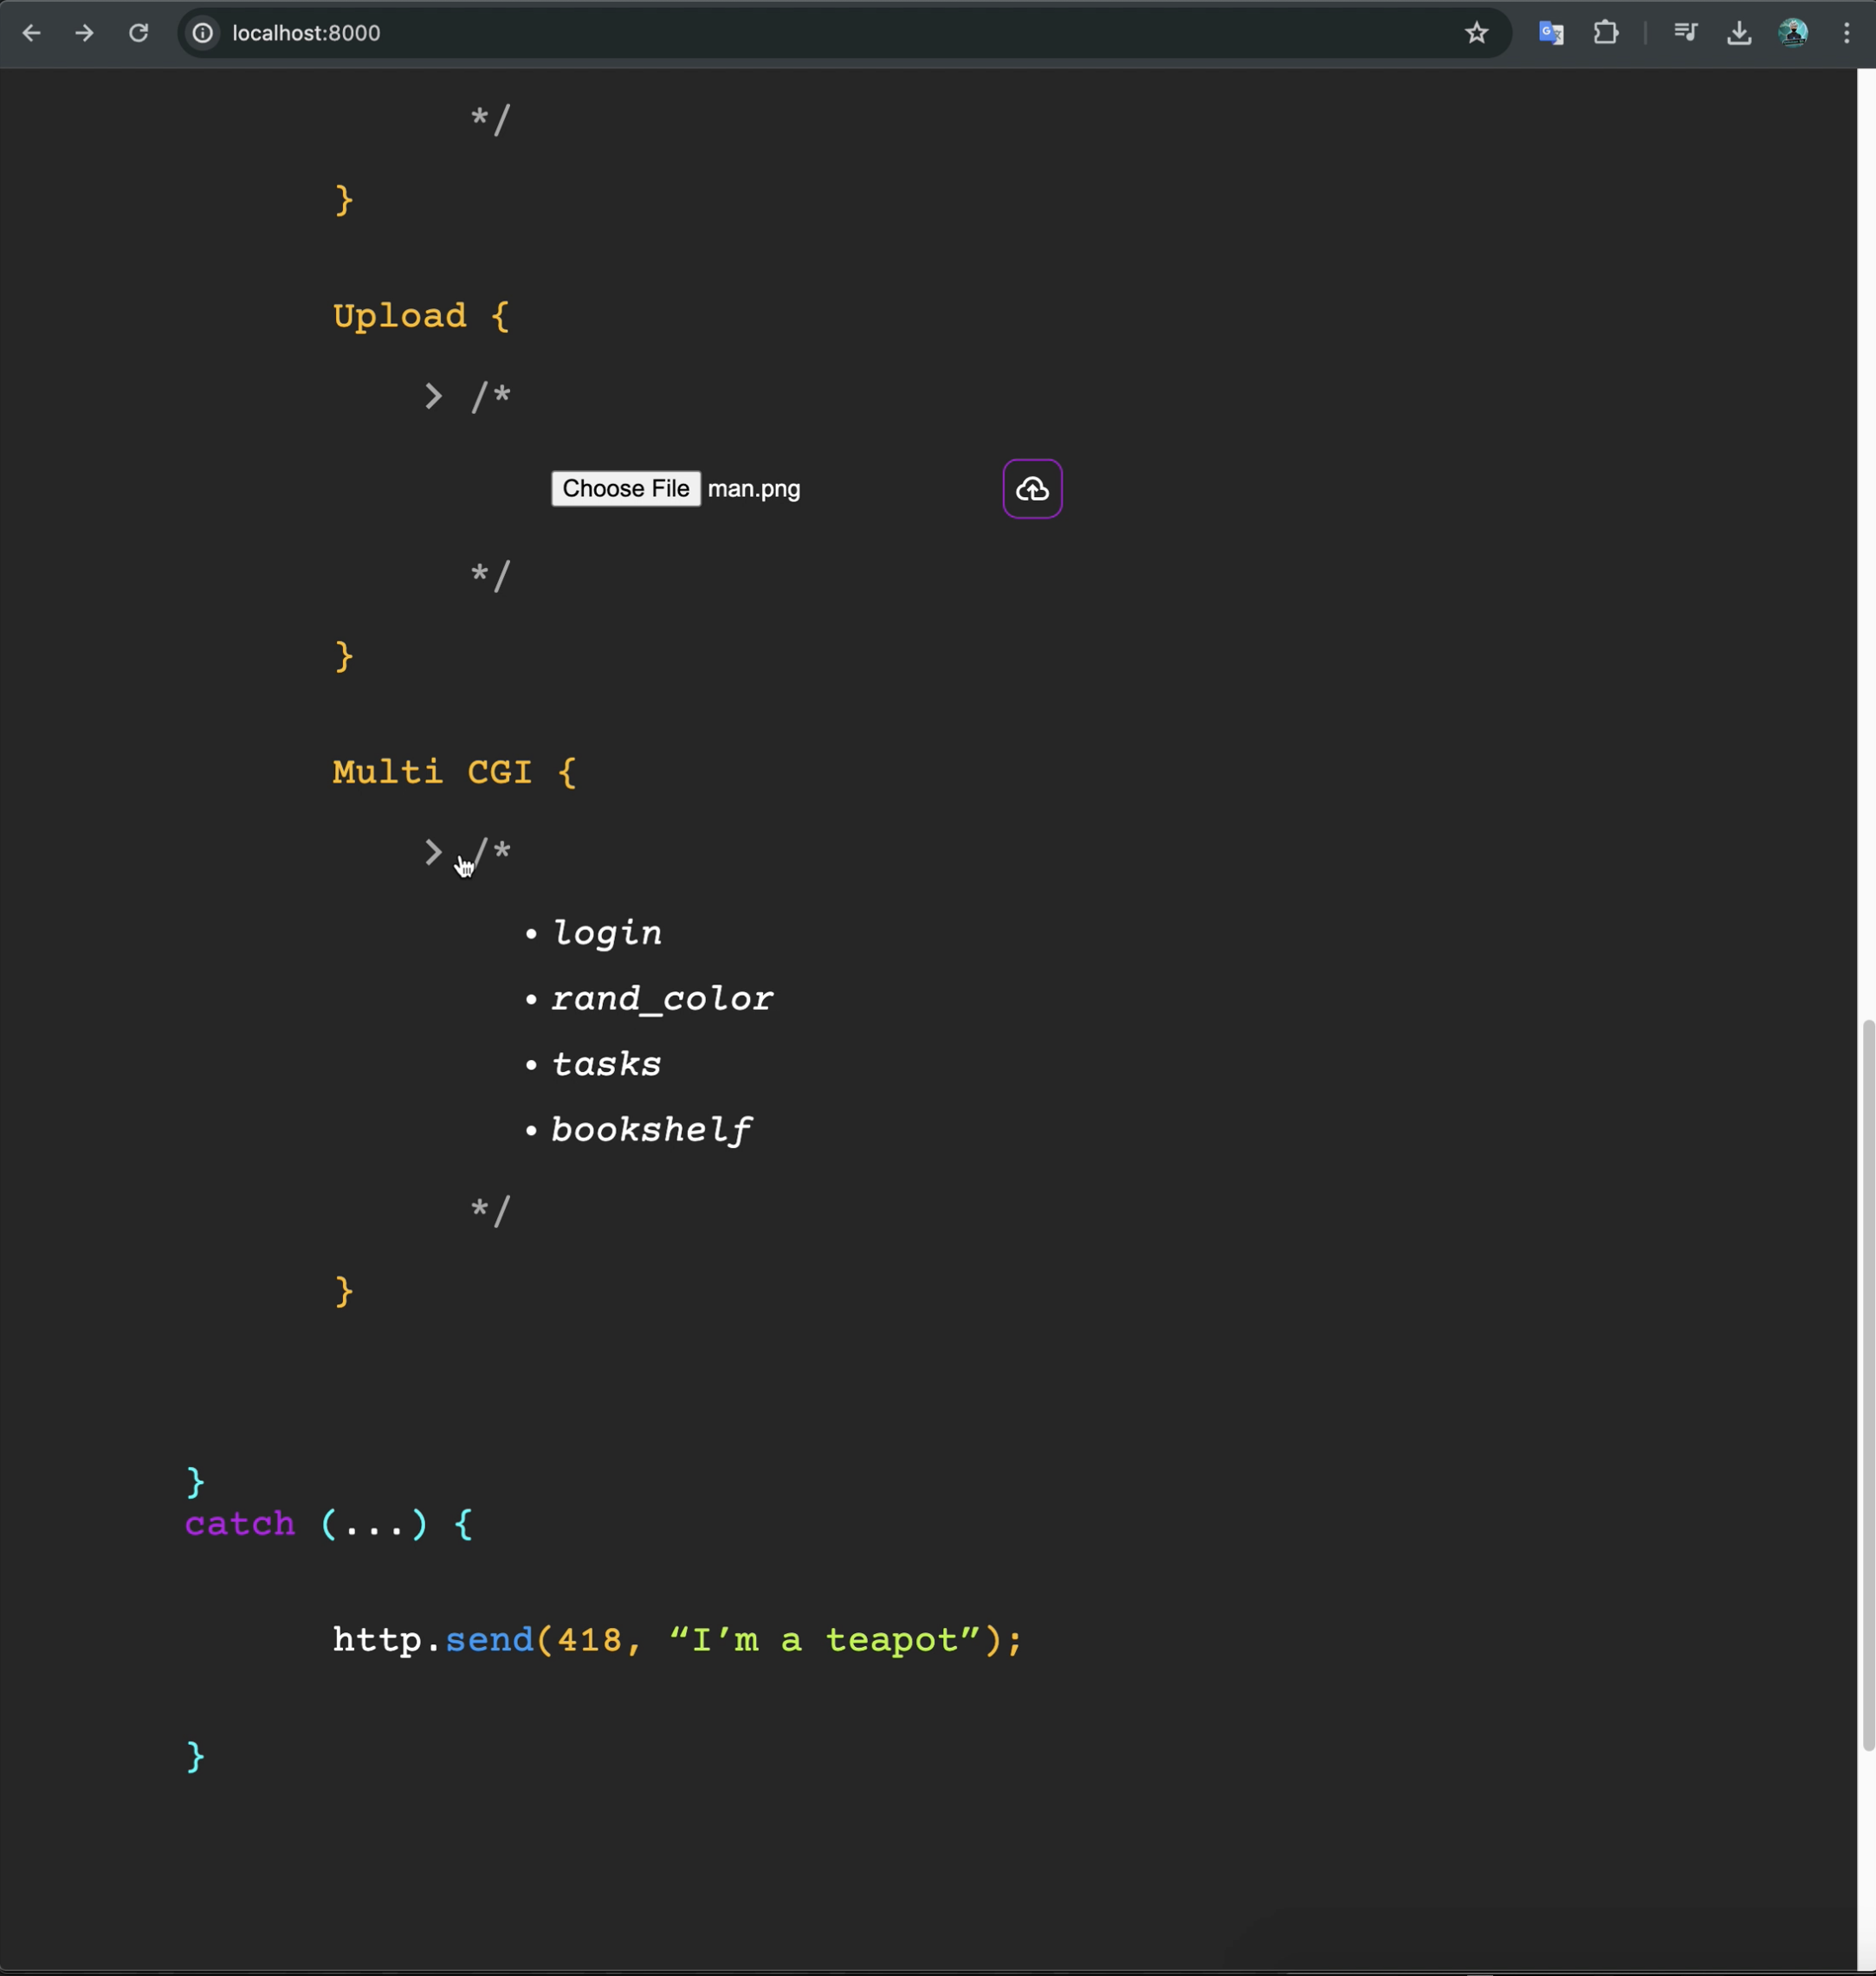 localhost:8000
*/
}
Upload {
> /*
Choose File man.png
*/
}
Multi CGI {
> /*
• login
• rand_color
• tasks
• bookshelf
*/
}
}
catch (...) {
http.send(418, “I’m a teapot”);
}